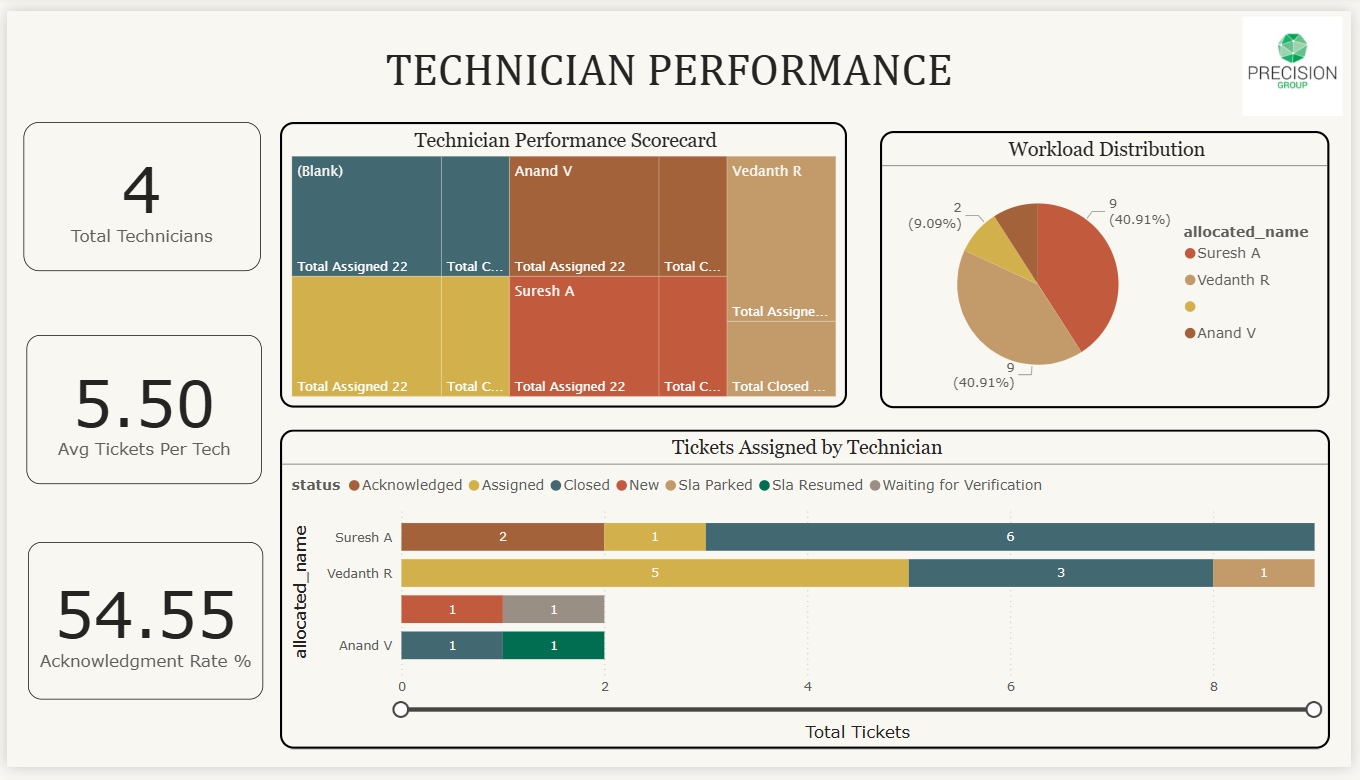 TECHNICIAN PERFORMANCE
PRECISION
GROUP
4
Total Technicians
5.50
Avg Tickets Per Tech
54.55
Acknowledgment Rate %
Technician Performance Scorecard
(Blank)
Total Assigned 22
Total C...
Anand V
Total Assigned 22
Total C...
Vedanth R
Total Assigne...
Total Assigned 22
Total C...
Suresh A
Total Assigned 22
Total C...
Total Closed ...
Workload Distribution
2
(9.09%)
9
(40.91%)
9
(40.91%)
allocated_name
Suresh A
Vedanth R
Anand V
Tickets Assigned by Technician
status Acknowledged Assigned Closed New Sla Parked Sla Resumed Waiting for Verification
allocated_name
Suresh A 2 1 6
Vedanth R 5 3 1
1 1
Anand V 1 1
0 2 4 6 8
Total Tickets